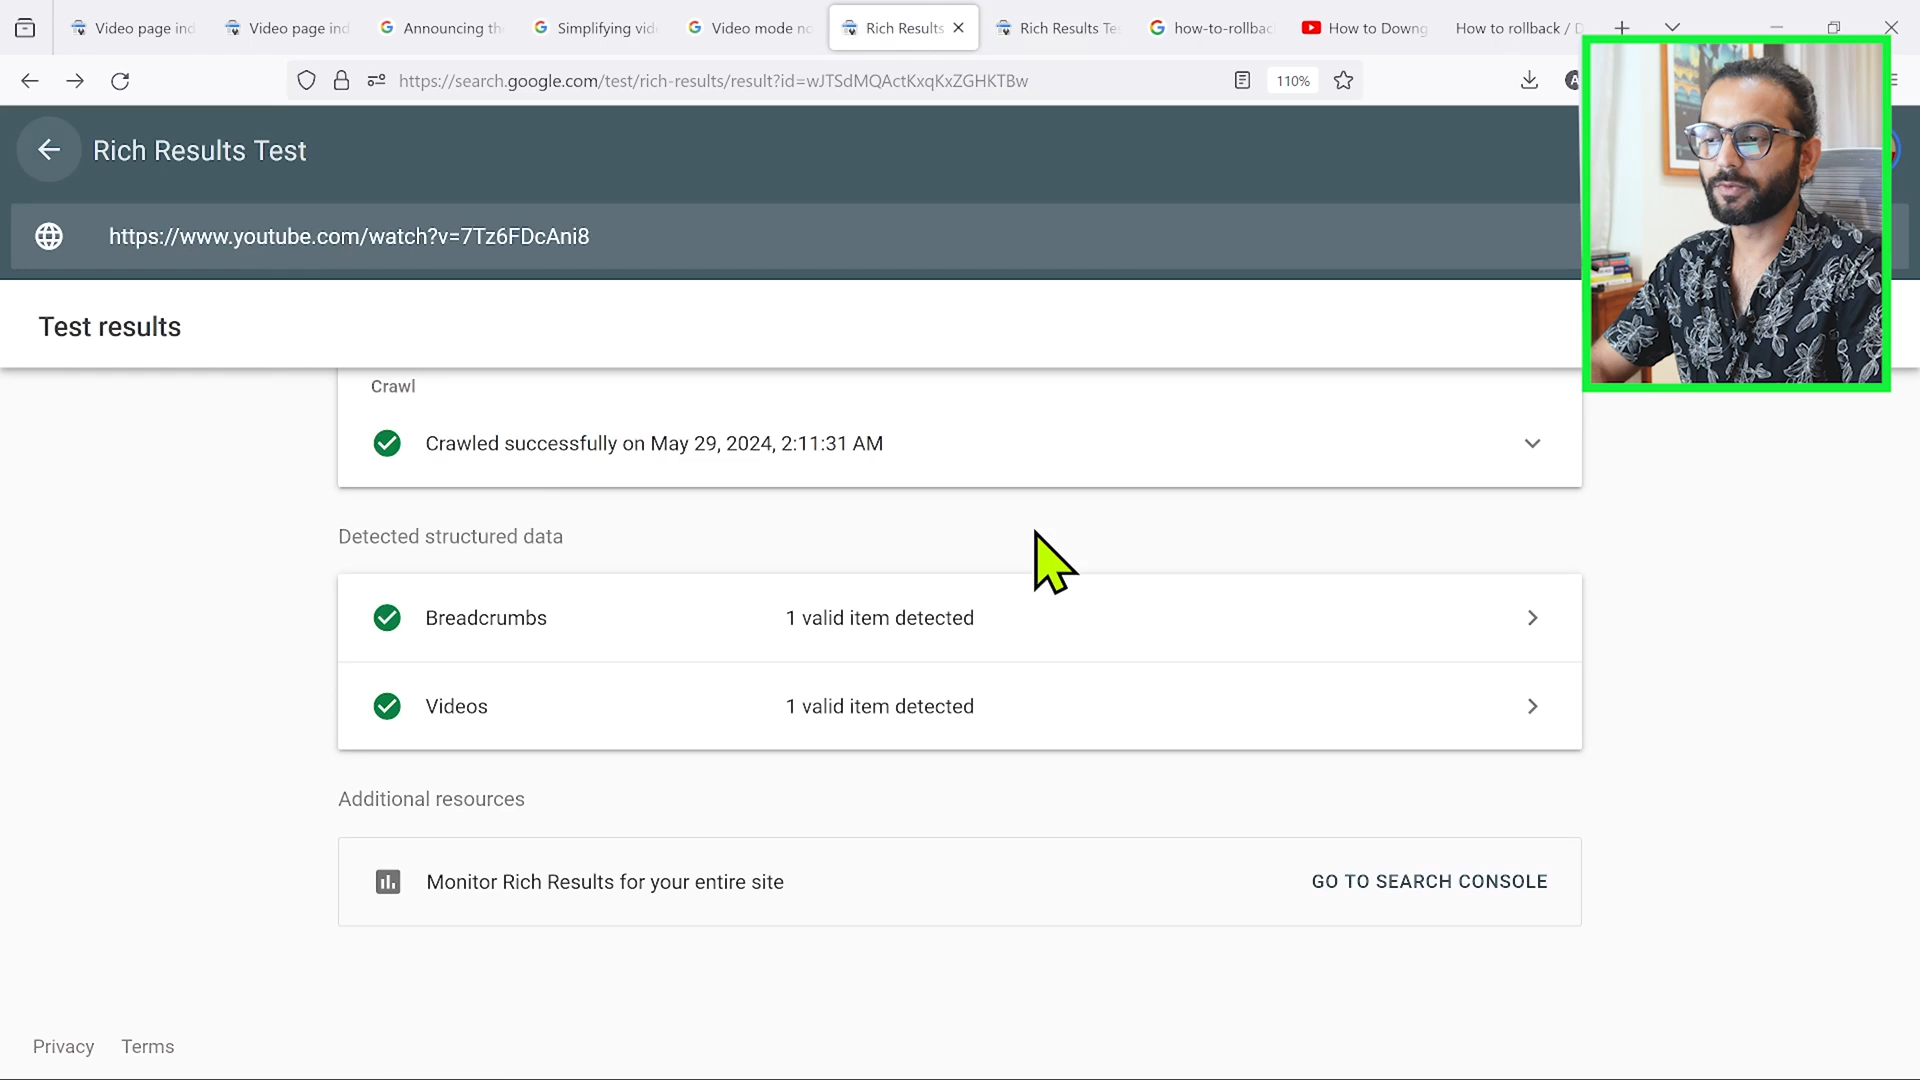 Video page ind
Video page ind
Announcing th
Simplifying vid
Video mode no
Rich Results
Rich Results Te
how-to-rollbac
How to Downg
How to rollback / D
https://search.google.com/test/rich-results/result?id=wJTSdMQActKxqKxZGHKTBw
110%
A
Rich Results Test
https://www.youtube.com/watch?v=7Tz6FDcAni8
Test results
Crawl
Crawled successfully on May 29, 2024, 2:11:31 AM
Detected structured data
Breadcrumbs 1 valid item detected
Videos 1 valid item detected
Additional resources
Monitor Rich Results for your entire site GO TO SEARCH CONSOLE
Privacy Terms